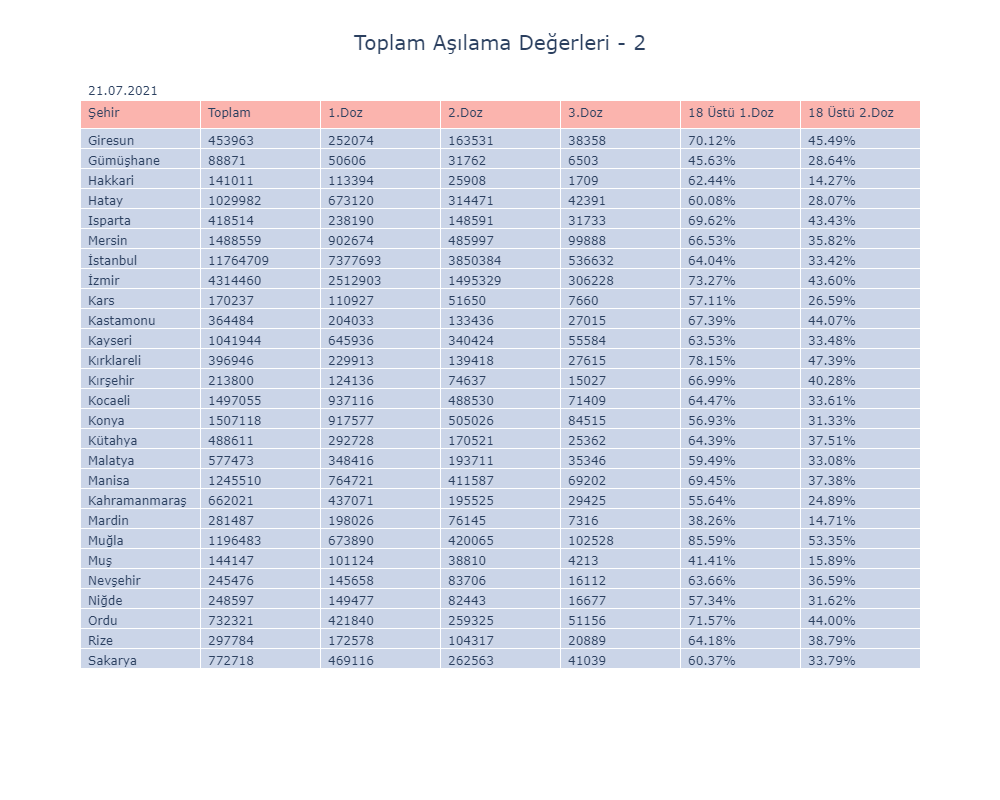 Toplam Aşılama Değerleri - 2
21.07.2021
Şehir Toplam 1.Doz 2.Doz 3.Doz 18 Üstü 1.Doz 18 Üstü 2.Doz
Giresun 453963 252074 163531 38358 70.12% 45.49%
Gümüşhane 88871 50606 31762 6503 45.63% 28.64%
Hakkari 141011 113394 25908 1709 62.44% 14.27%
Hatay 1029982 673120 314471 42391 60.08% 28.07%
Isparta 418514 238190 148591 31733 69.62% 43.43%
Mersin 1488559 902674 485997 99888 66.53% 35.82%
İstanbul 11764709 7377693 3850384 536632 64.04% 33.42%
İzmir 4314460 2512903 1495329 306228 73.27% 43.60%
Kars 170237 110927 51650 7660 57.11% 26.59%
Kastamonu 364484 204033 133436 27015 67.39% 44.07%
Kayseri 1041944 645936 340424 55584 63.53% 33.48%
Kırklareli 396946 229913 139418 27615 78.15% 47.39%
Kırşehir 213800 124136 74637 15027 66.99% 40.28%
Kocaeli 1497055 937116 488530 71409 64.47% 33.61%
Konya 1507118 917577 505026 84515 56.93% 31.33%
Kütahya 488611 292728 170521 25362 64.39% 37.51%
Malatya 577473 348416 193711 35346 59.49% 33.08%
Manisa 1245510 764721 411587 69202 69.45% 37.38%
Kahramanmaraş 662021 437071 195525 29425 55.64% 24.89%
Mardin 281487 198026 76145 7316 38.26% 14.71%
Muğla 1196483 673890 420065 102528 85.59% 53.35%
Muş 144147 101124 38810 4213 41.41% 15.89%
Nevşehir 245476 145658 83706 16112 63.66% 36.59%
Niğde 248597 149477 82443 16677 57.34% 31.62%
Ordu 732321 421840 259325 51156 71.57% 44.00%
Rize 297784 172578 104317 20889 64.18% 38.79%
Sakarya 772718 469116 262563 41039 60.37% 33.79%